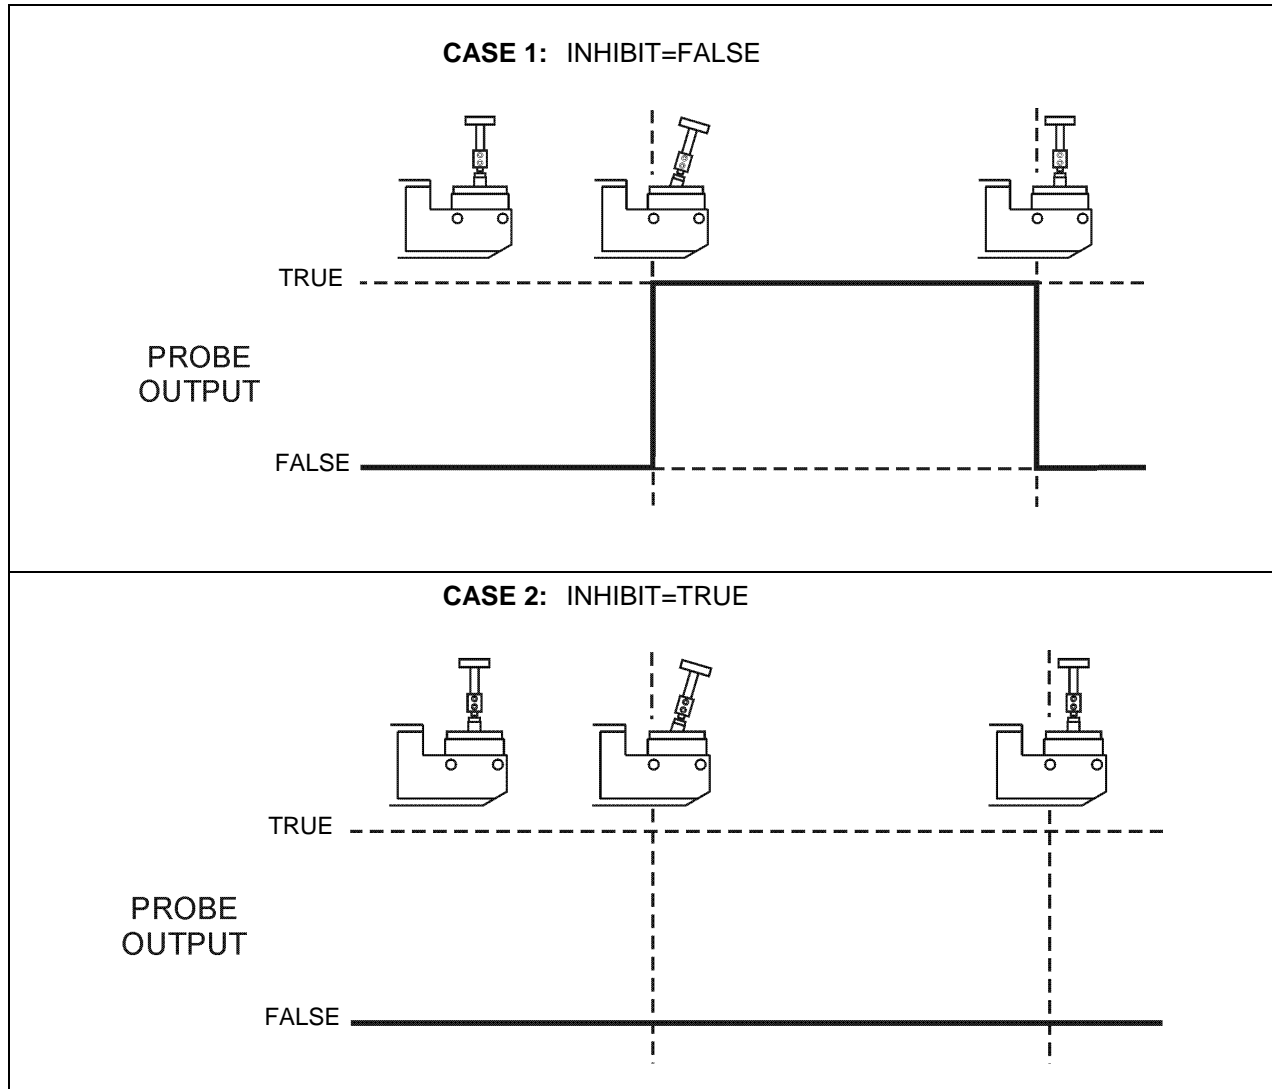 CASE 1: INHIBIT=FALSE
TRUE
PROBE
OUTPUT
FALSE
CASE 2: INHIBIT=TRUE
TRUE
PROBE
OUTPUT
FALSE